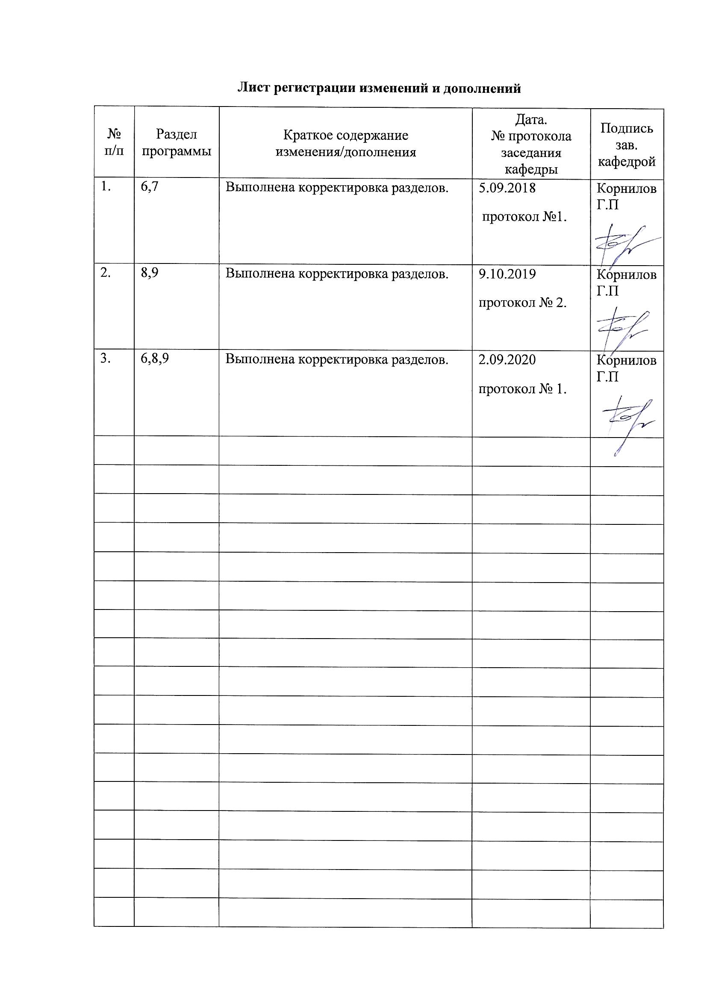 Лист регистрации изменений и дополнений
№
п/п
Раздел
программы
Краткое содержание
изменения/дополнения
Дата.
№ протокола
заседания
кафедры
Подпись
зав.
кафедрой
1.
6,7
Выполнена корректировка разделов.
5.09.2018
протокол №1.
Корнилов
Г.П
2.
8,9
Выполнена корректировка разделов.
9.10.2019
протокол № 2.
Корнилов
Г.П
3.
6,8,9
Выполнена корректировка разделов.
2.09.2020
протокол № 1.
Корнилов
Г.П